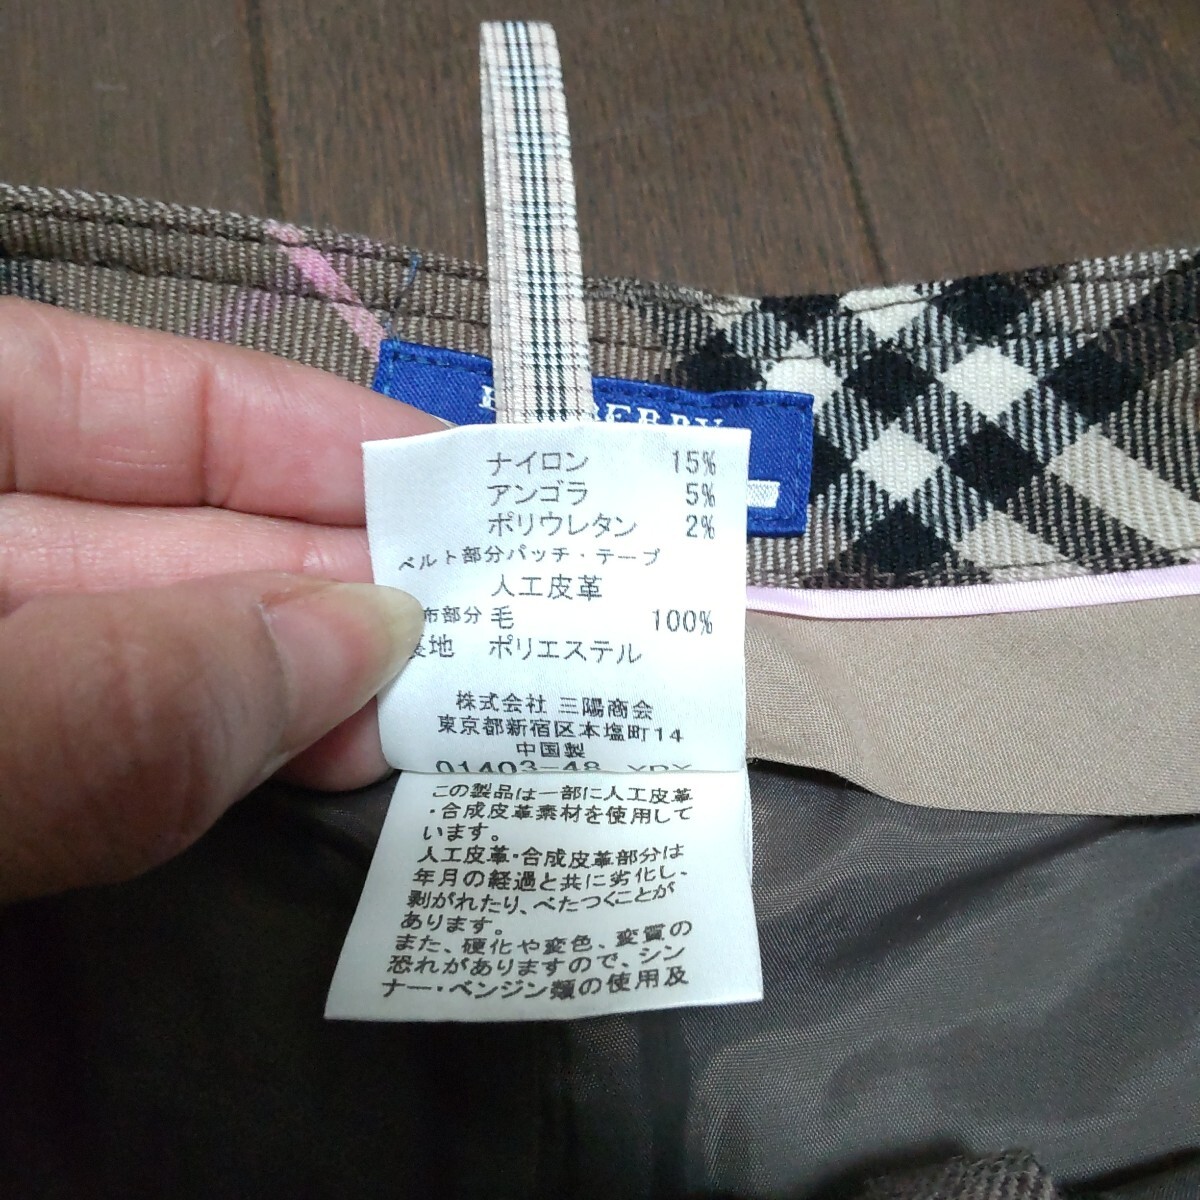 ナイロン 15%
アンゴラ 5%
ポリウレタン 2%
ベルト部分パッチ・テープ
人工皮革
布部分 毛 100%
裏地 ポリエステル
株式会社 三陽商会
東京都新宿区本塩町14
中国製
01403-48
この製品は一部に人工皮革
・合成皮革素材を使用して
います。
人工皮革・合成皮革部分は
年月の経過と共に劣化し、
剥がれたり、べたつくことが
あります。
また、硬化や変色、変質の
恐れがありますので、シン
ナー・ベンジン類の使用及